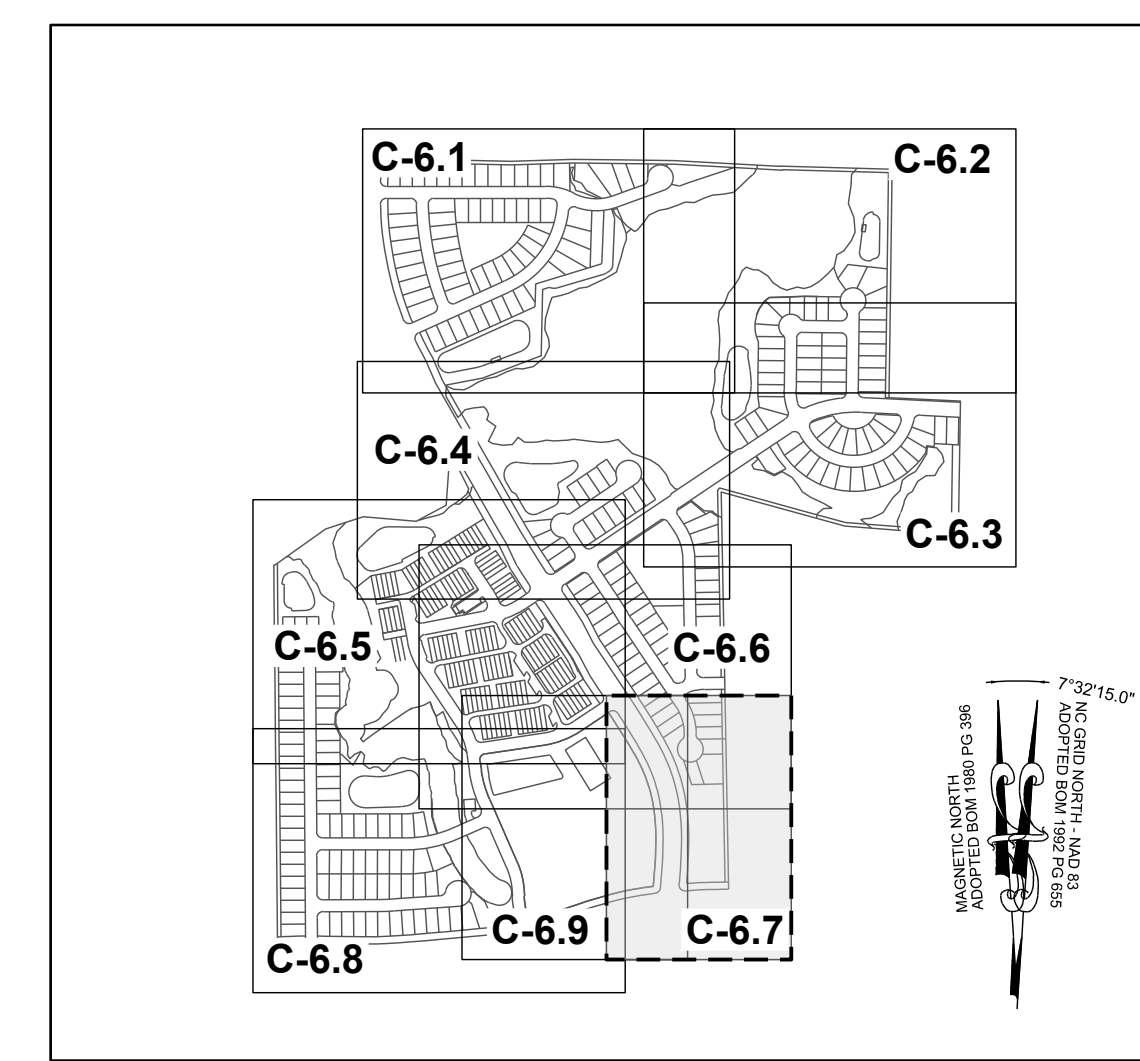 C-6.1
C-6.2
C-6.4
C-6.3
C-6.5
C-6.6
7°32'15.0"
NC GRID NORTH - NAD 83
ADOPTED BOM 1992 PG 655
MAGNETIC NORTH
ADOPTED BOM 1980 PG 396
C-6.9
C-6.7
C-6.8